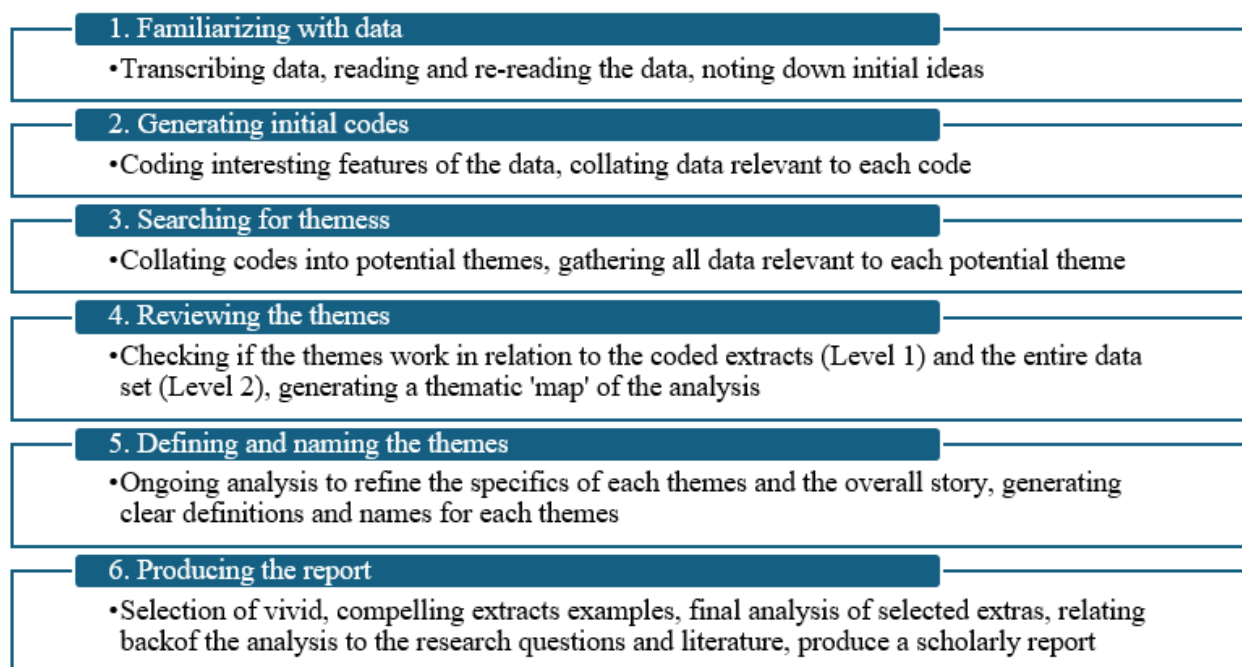 1. Familiarizing with data
•Transcribing data, reading and re-reading the data, noting down initial ideas
2. Generating initial codes
•Coding interesting features of the data, collating data relevant to each code
3. Searching for themess
•Collating codes into potential themes, gathering all data relevant to each potential theme
4. Reviewing the themes
•Checking if the themes work in relation to the coded extracts (Level 1) and the entire data
set (Level 2), generating a thematic 'map' of the analysis
5. Defining and naming the themes
•Ongoing analysis to refine the specifics of each themes and the overall story, generating
clear definitions and names for each themes
6. Producing the report
•Selection of vivid, compelling extracts examples, final analysis of selected extras, relating
backof the analysis to the research questions and literature, produce a scholarly report